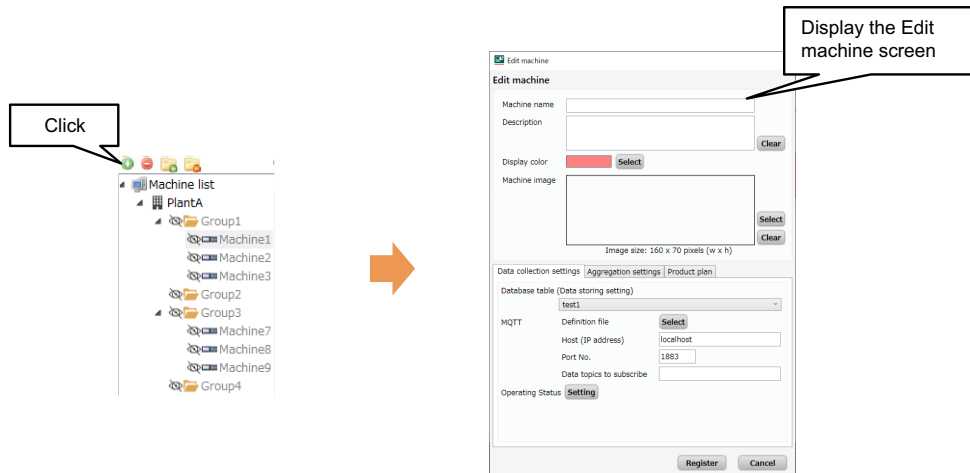 Display the Edit
machine screen
Click
Machine list
PlantA
Group1
Machine1
Machine2
Machine3
Group2
Group3
Machine7
Machine8
Machine9
Group4
Edit machine
Edit machine
Machine name
Description
Clear
Display color
Select
Machine image
Select
Clear
Image size: 160 x 70 pixels (w x h)
Data collection settings Aggregation settings Product plan
Database table (Data storing setting)
test1
MQTT Definition file Select
Host (IP address) localhost
Port No. 1883
Data topics to subscribe
Operating Status Setting
Register Cancel